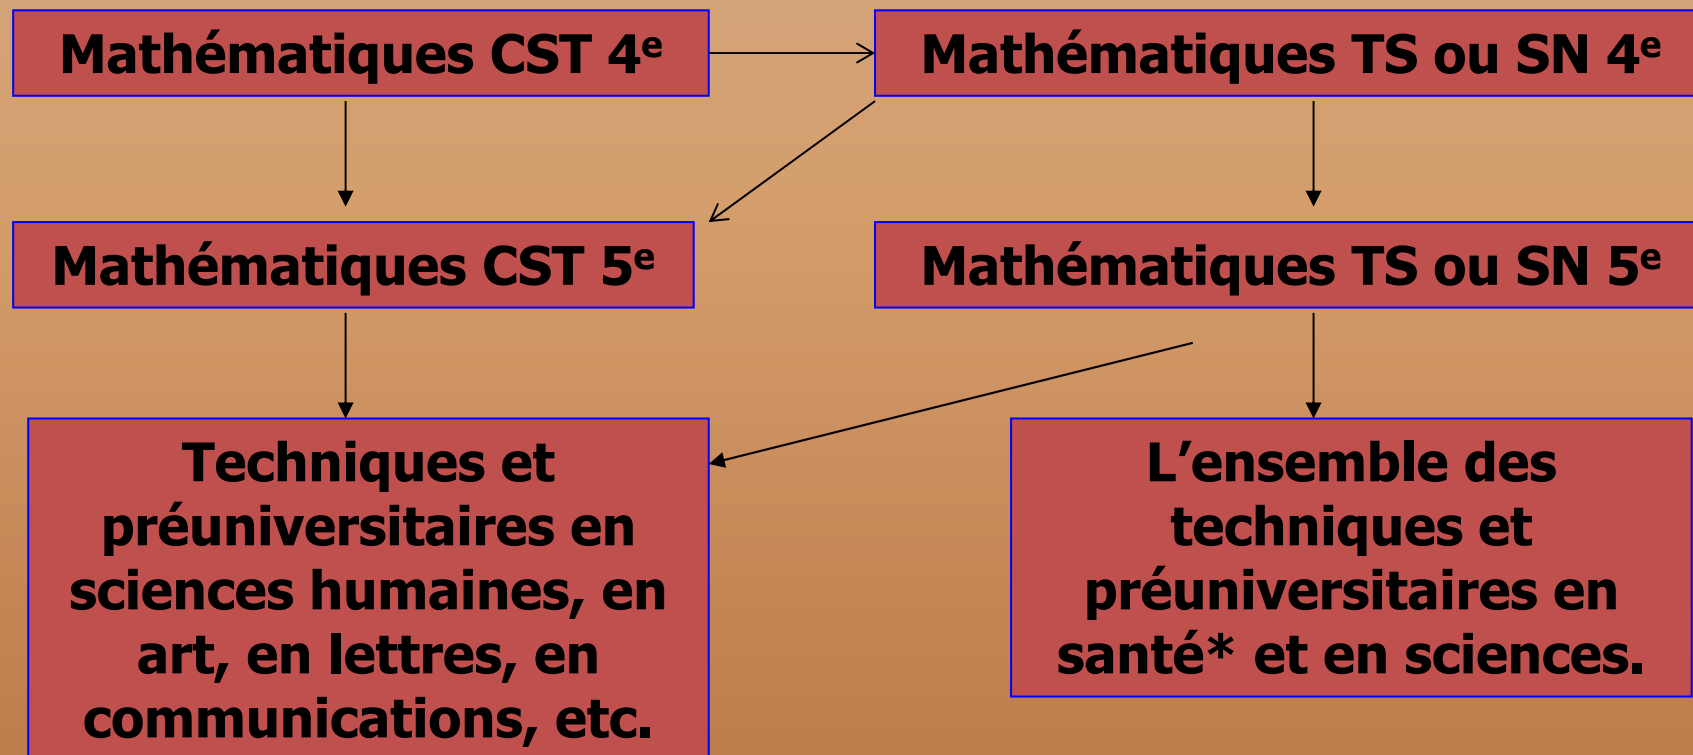 Mathématiques CST 4e
Mathématiques TS ou SN 4e
Mathématiques CST 5e
Mathématiques TS ou SN 5e
Techniques et
préuniversitaires en
sciences humaines, en
art, en lettres, en
communications, etc.
L’ensemble des
techniques et
préuniversitaires en
santé* et en sciences.